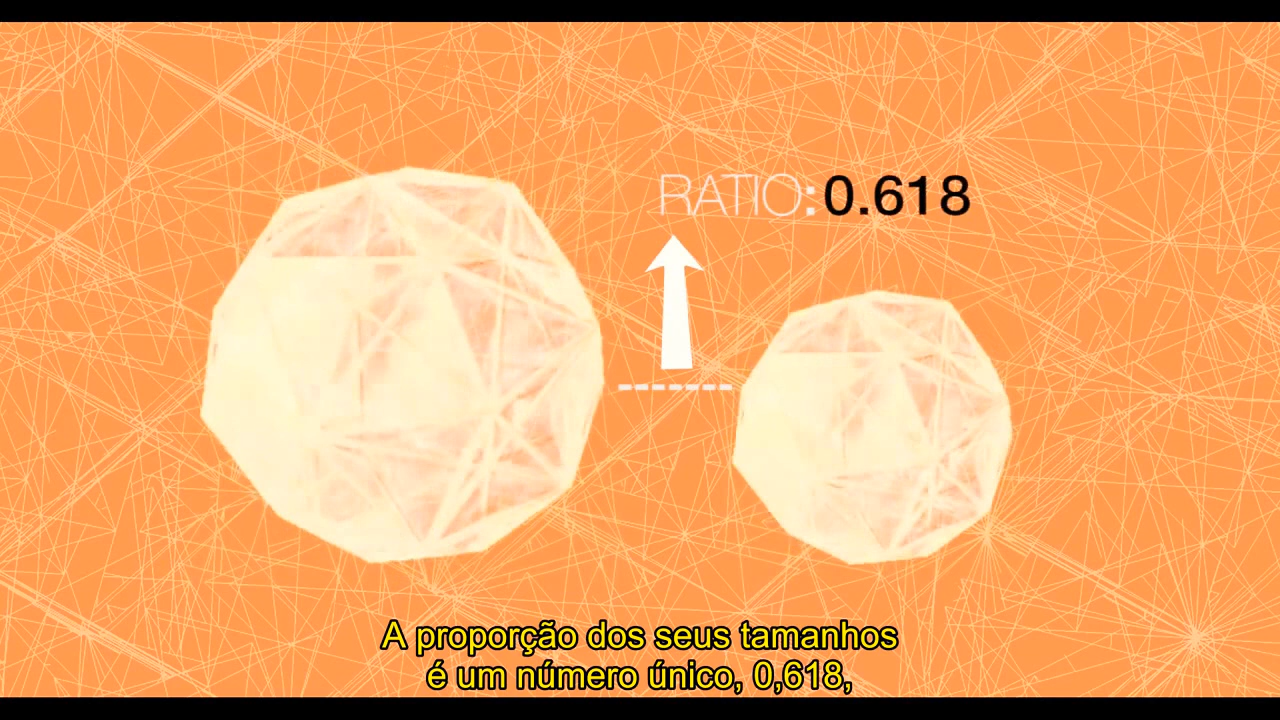 RATIO: 0.618
A proporção dos seus tamanhos
é um número único, 0,618,